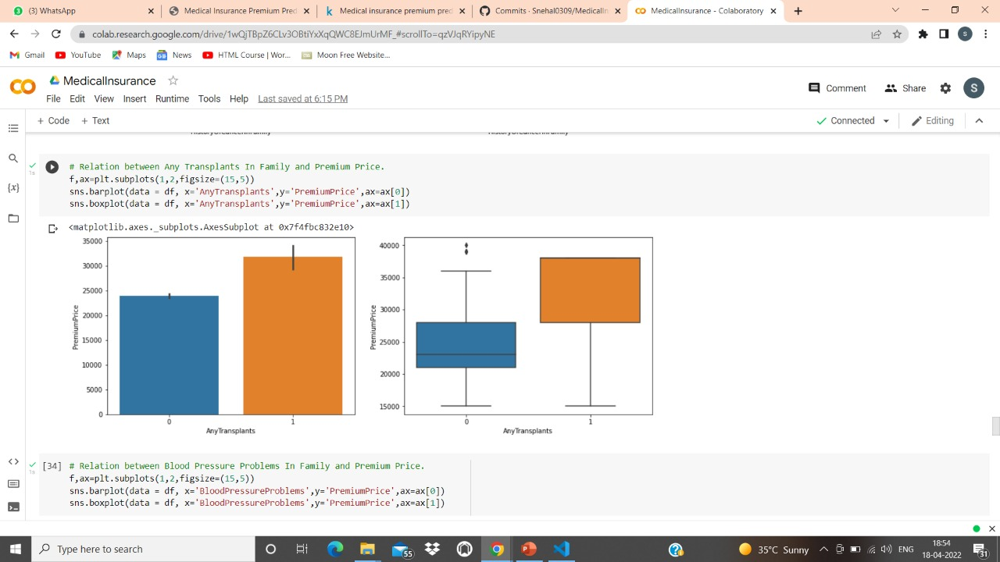 3 (3) WhatsApp
Medical Insurance Premium Pred
Medical insurance premium pred
Commits · Snehal0309/MedicalIn
MedicalInsurance - Colaboratory
colab.research.google.com/drive/1wQjTBpZ6CLv3OBtiYxXqQWC8EJmUrMF_#scrollTo=qzVJqRYipyNE
Gmail
YouTube
Maps
News
HTML Course | Wor...
Moon Free Website...
MedicalInsurance
File Edit View Insert Runtime Tools Help Last saved at 6:15 PM
Comment Share S
+ Code + Text
Connected Editing
1s
# Relation between Any Transplants In Family and Premium Price.
f,ax=plt.subplots(1,2,figsize=(15,5))
sns.barplot(data = df, x='AnyTransplants',y='PremiumPrice',ax=ax[0])
sns.boxplot(data = df, x='AnyTransplants',y='PremiumPrice',ax=ax[1])
<matplotlib.axes._subplots.AxesSubplot at 0x7f4fbc832e10>
35000
30000
25000
20000
15000
10000
5000
0
PremiumPrice
0 1
AnyTransplants
40000
35000
30000
25000
20000
15000
PremiumPrice
0 1
AnyTransplants
1s
[34] # Relation between Blood Pressure Problems In Family and Premium Price.
f,ax=plt.subplots(1,2,figsize=(15,5))
sns.barplot(data = df, x='BloodPressureProblems',y='PremiumPrice',ax=ax[0])
sns.boxplot(data = df, x='BloodPressureProblems',y='PremiumPrice',ax=ax[1])
Type here to search
55
35°C Sunny
ENG
18:54
18-04-2022
31